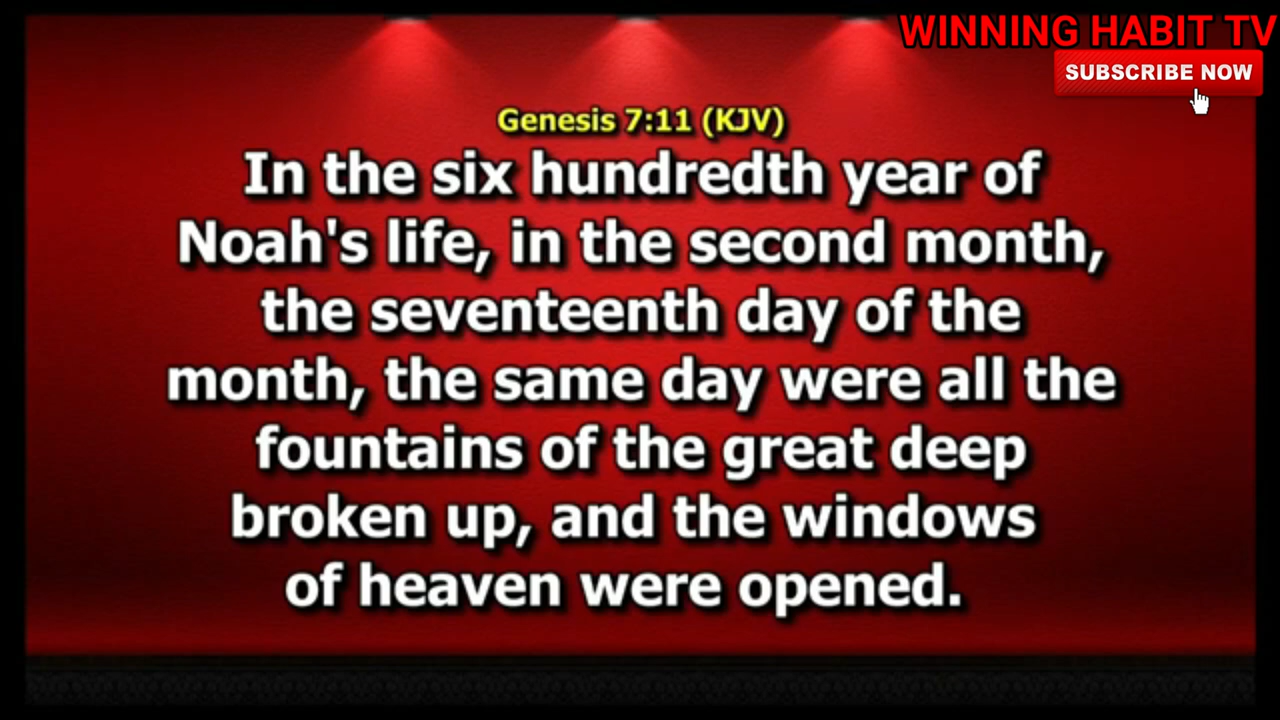 WINNING HABIT TV
SUBSCRIBE NOW
Genesis 7:11 (KJV)
In the six hundredth year of
Noah's life, in the second month,
the seventeenth day of the
month, the same day were all the
fountains of the great deep
broken up, and the windows
of heaven were opened.